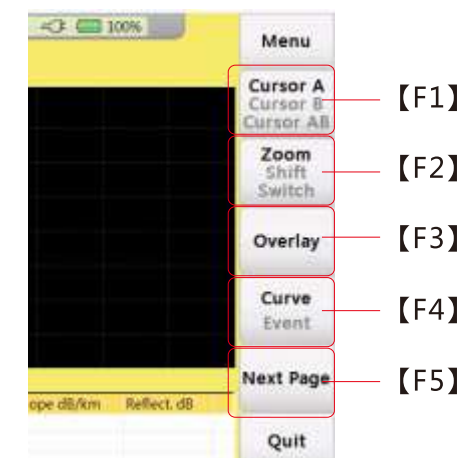 100%
Menu
Cursor A
Cursor B
Cursor AB
【F1】
Zoom
Shift
Switch
【F2】
Overlay
【F3】
Curve
Event
【F4】
Next Page
【F5】
ope dB/km Reflect. dB
Quit